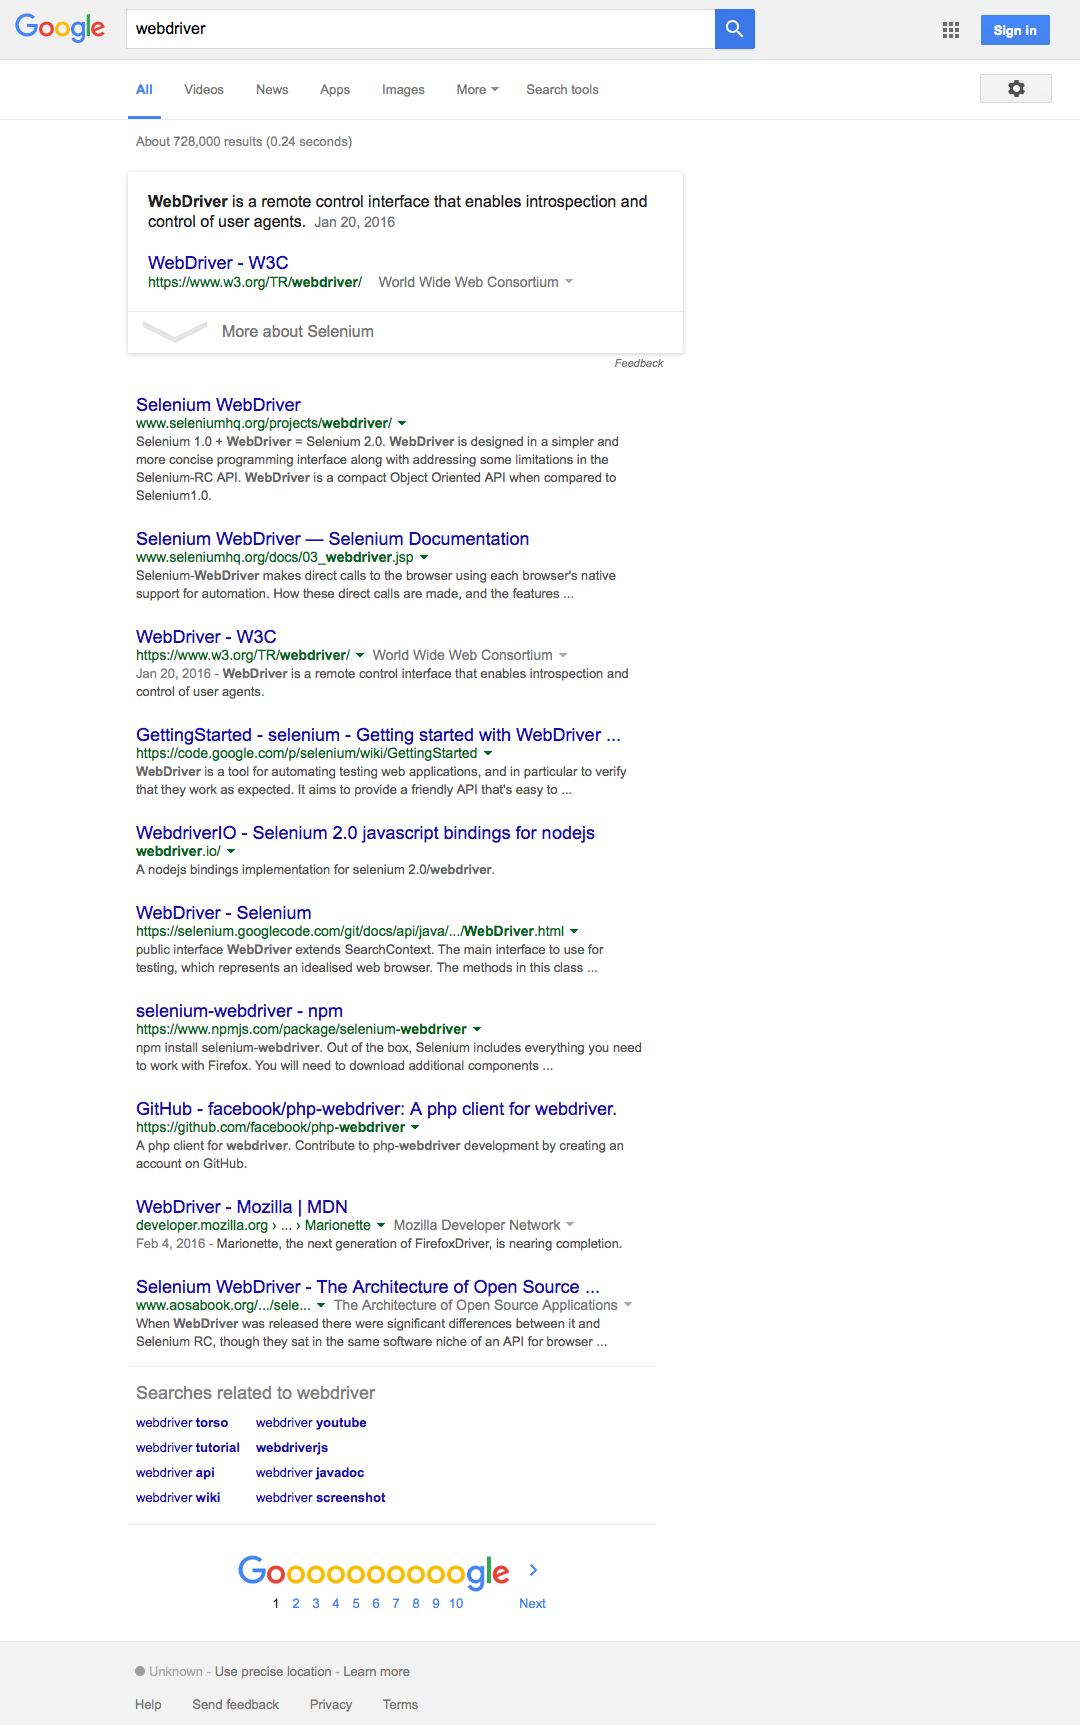 Google webdriver Sign in
All Videos News Apps Images More Search tools
About 728,000 results (0.24 seconds)
WebDriver is a remote control interface that enables introspection and
control of user agents. Jan 20, 2016
WebDriver - W3C
https://www.w3.org/TR/webdriver/ World Wide Web Consortium
More about Selenium
Feedback
Selenium WebDriver
www.seleniumhq.org/projects/webdriver/
Selenium 1.0 + WebDriver = Selenium 2.0. WebDriver is designed in a simpler and
more concise programming interface along with addressing some limitations in the
Selenium-RC API. WebDriver is a compact Object Oriented API when compared to
Selenium1.0.
Selenium WebDriver — Selenium Documentation
www.seleniumhq.org/docs/03_webdriver.jsp
Selenium-WebDriver makes direct calls to the browser using each browser's native
support for automation. How these direct calls are made, and the features ...
WebDriver - W3C
https://www.w3.org/TR/webdriver/ World Wide Web Consortium
Jan 20, 2016 - WebDriver is a remote control interface that enables introspection and
control of user agents.
GettingStarted - selenium - Getting started with WebDriver ...
https://code.google.com/p/selenium/wiki/GettingStarted
WebDriver is a tool for automating testing web applications, and in particular to verify
that they work as expected. It aims to provide a friendly API that's easy to ...
WebdriverIO - Selenium 2.0 javascript bindings for nodejs
webdriver.io/
A nodejs bindings implementation for selenium 2.0/webdriver.
WebDriver - Selenium
https://selenium.googlecode.com/git/docs/api/java/.../WebDriver.html
public interface WebDriver extends SearchContext. The main interface to use for
testing, which represents an idealised web browser. The methods in this class ...
selenium-webdriver - npm
https://www.npmjs.com/package/selenium-webdriver
npm install selenium-webdriver. Out of the box, Selenium includes everything you need
to work with Firefox. You will need to download additional components ...
GitHub - facebook/php-webdriver: A php client for webdriver.
https://github.com/facebook/php-webdriver
A php client for webdriver. Contribute to php-webdriver development by creating an
account on GitHub.
WebDriver - Mozilla | MDN
developer.mozilla.org › ... › Marionette Mozilla Developer Network
Feb 4, 2016 - Marionette, the next generation of FirefoxDriver, is nearing completion.
Selenium WebDriver - The Architecture of Open Source ...
www.aosabook.org/.../sele... The Architecture of Open Source Applications
When WebDriver was released there were significant differences between it and
Selenium RC, though they sat in the same software niche of an API for browser ...
Searches related to webdriver
webdriver torso webdriver youtube
webdriver tutorial webdriverjs
webdriver api webdriver javadoc
webdriver wiki webdriver screenshot
Goooooooooogle >
1 2 3 4 5 6 7 8 9 10 Next
Unknown - Use precise location - Learn more
Help Send feedback Privacy Terms